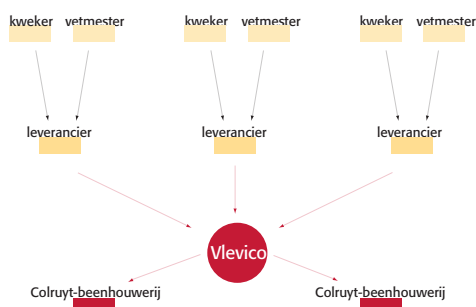 kweker vetmester kweker vetmester kweker vetmester
leverancier leverancier leverancier
Vlevico
Colruyt-beenhouwerij Colruyt-beenhouwerij